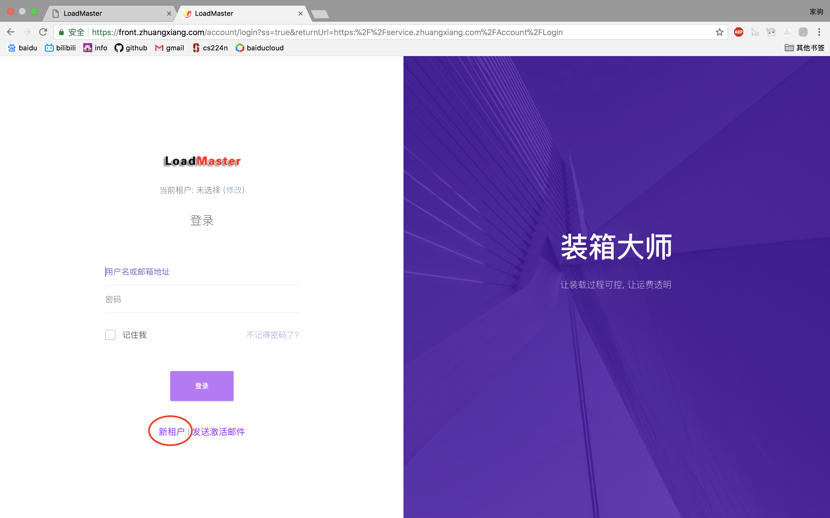 LoadMaster
LoadMaster
家驹
安全
https://front.zhuangxiang.com/account/login?ss=true&returnUrl=https:%2F%2Fservice.zhuangxiang.com%2FAccount%2FLogin
ABP
baidu
bilibili
info
github
gmail
cs224n
baiducloud
其他书签
LoadMaster
当前租户: 未选择 (修改)
登录
用户名或邮箱地址
密码
记住我
不记得密码了?
登录
新租户 | 发送激活邮件
装箱大师
让装载过程可控, 让运费透明